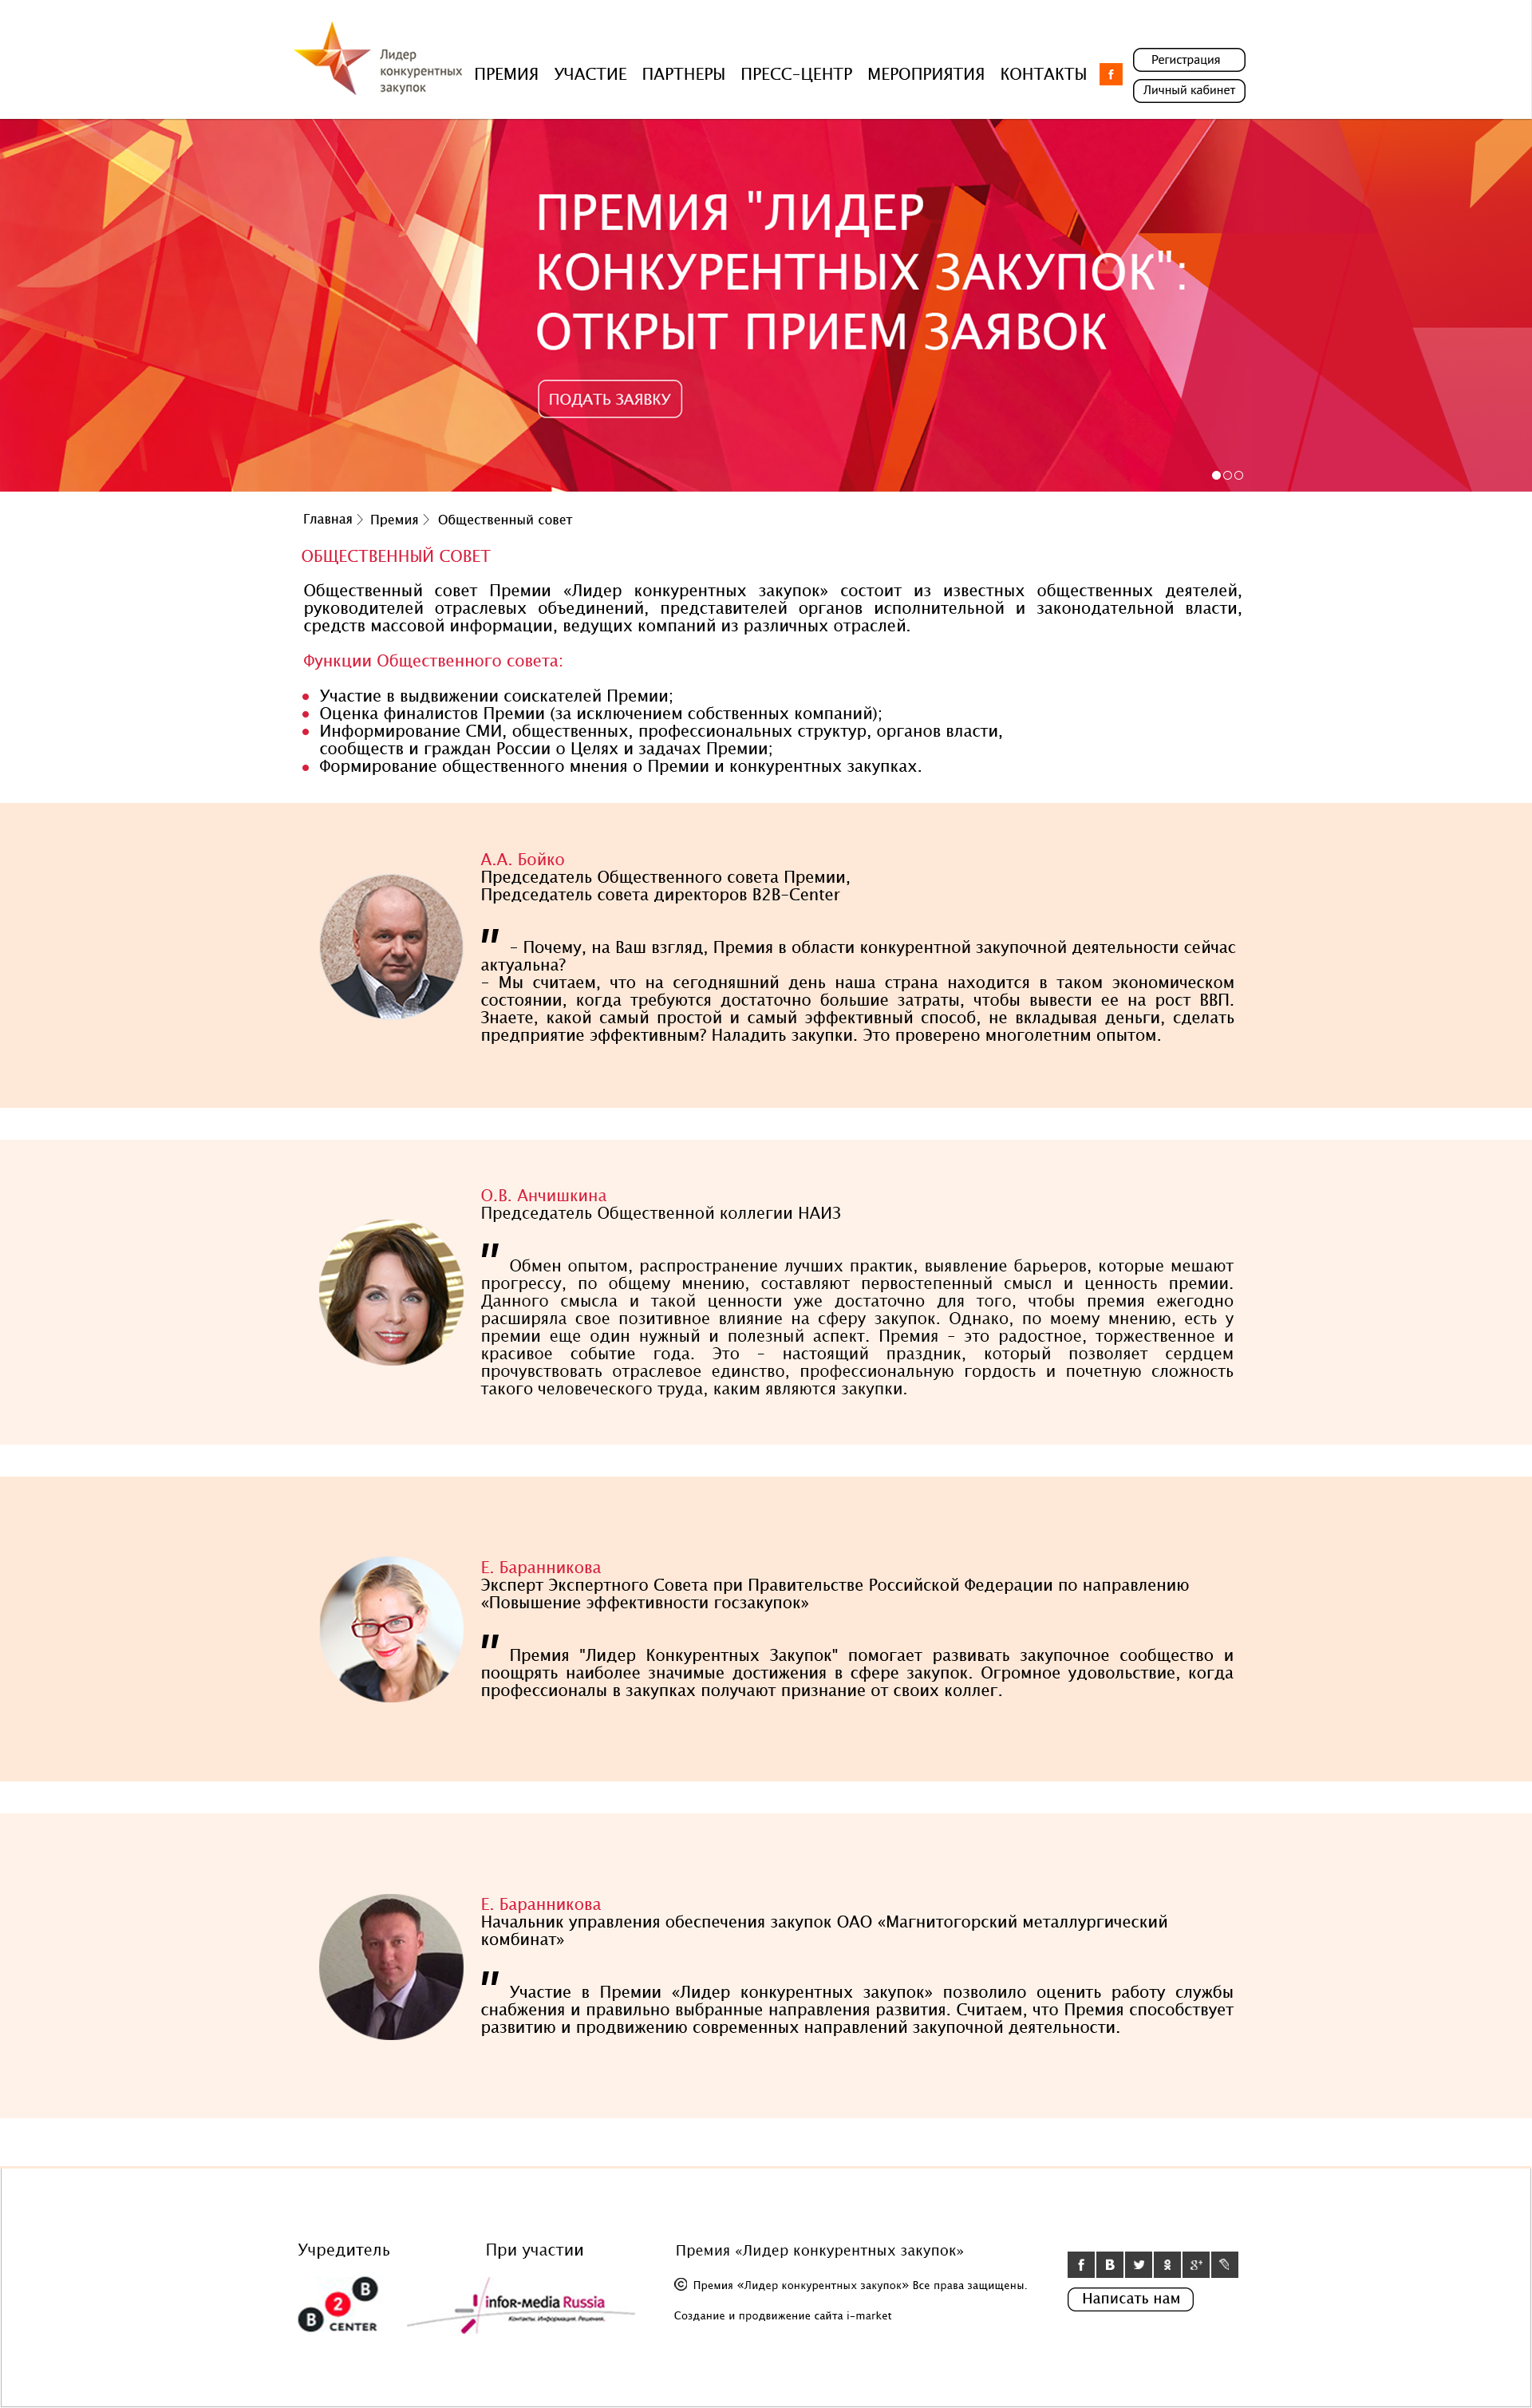 Лидер
конкурентных
закупок
ПРЕМИЯ УЧАСТИЕ ПАРТНЕРЫ ПРЕСС-ЦЕНТР МЕРОПРИЯТИЯ КОНТАКТЫ f
Регистрация
Личный кабинет
ПРЕМИЯ "ЛИДЕР
КОНКУРЕНТНЫХ ЗАКУПОК":
ОТКРЫТ ПРИЕМ ЗАЯВОК
ПОДАТЬ ЗАЯВКУ
Главная > Премия > Общественный совет
ОБЩЕСТВЕННЫЙ СОВЕТ
Общественный совет Премии «Лидер конкурентных закупок» состоит из известных общественных деятелей,
руководителей отраслевых объединений, представителей органов исполнительной и законодательной власти,
средств массовой информации, ведущих компаний из различных отраслей.
Функции Общественного совета:
Участие в выдвижении соискателей Премии;
Оценка финалистов Премии (за исключением собственных компаний);
Информирование СМИ, общественных, профессиональных структур, органов власти,
сообществ и граждан России о Целях и задачах Премии;
Формирование общественного мнения о Премии и конкурентных закупках.
А.А. Бойко
Председатель Общественного совета Премии,
Председатель совета директоров B2B-Center
" - Почему, на Ваш взгляд, Премия в области конкурентной закупочной деятельности сейчас
актуальна?
- Мы считаем, что на сегодняшний день наша страна находится в таком экономическом
состоянии, когда требуются достаточно большие затраты, чтобы вывести ее на рост ВВП.
Знаете, какой самый простой и самый эффективный способ, не вкладывая деньги, сделать
предприятие эффективным? Наладить закупки. Это проверено многолетним опытом.
О.В. Анчишкина
Председатель Общественной коллегии НАИЗ
" Обмен опытом, распространение лучших практик, выявление барьеров, которые мешают
прогрессу, по общему мнению, составляют первостепенный смысл и ценность премии.
Данного смысла и такой ценности уже достаточно для того, чтобы премия ежегодно
расширяла свое позитивное влияние на сферу закупок. Однако, по моему мнению, есть у
премии еще один нужный и полезный аспект. Премия - это радостное, торжественное и
красивое событие года. Это - настоящий праздник, который позволяет сердцем
прочувствовать отраслевое единство, профессиональную гордость и почетную сложность
такого человеческого труда, каким являются закупки.
Е. Баранникова
Эксперт Экспертного Совета при Правительстве Российской Федерации по направлению
«Повышение эффективности госзакупок»
" Премия "Лидер Конкурентных Закупок" помогает развивать закупочное сообщество и
поощрять наиболее значимые достижения в сфере закупок. Огромное удовольствие, когда
профессионалы в закупках получают признание от своих коллег.
Е. Баранникова
Начальник управления обеспечения закупок ОАО «Магнитогорский металлургический
комбинат»
" Участие в Премии «Лидер конкурентных закупок» позволило оценить работу службы
снабжения и правильно выбранные направления развития. Считаем, что Премия способствует
развитию и продвижению современных направлений закупочной деятельности.
Учредитель
B2B
CENTER
При участии
infor-media Russia
Контакты. Информация. Решения.
Премия «Лидер конкурентных закупок»
© Премия «Лидер конкурентных закупок» Все права защищены.
Создание и продвижение сайта i-market
f B g+
Написать нам